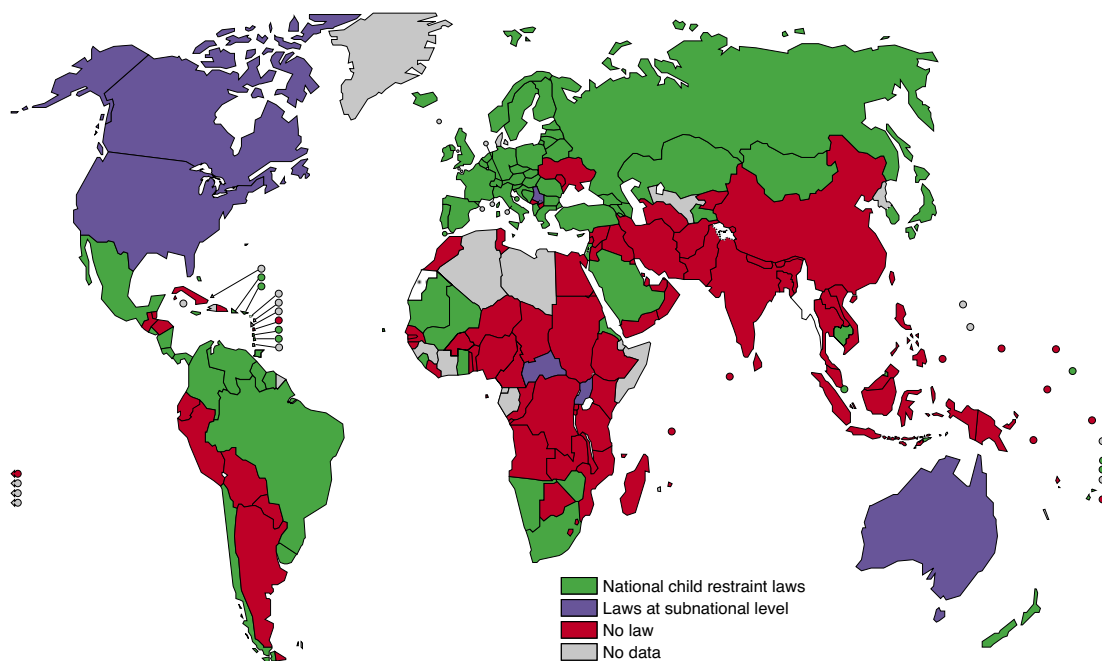 National child restraint laws
Laws at subnational level
No law
No data